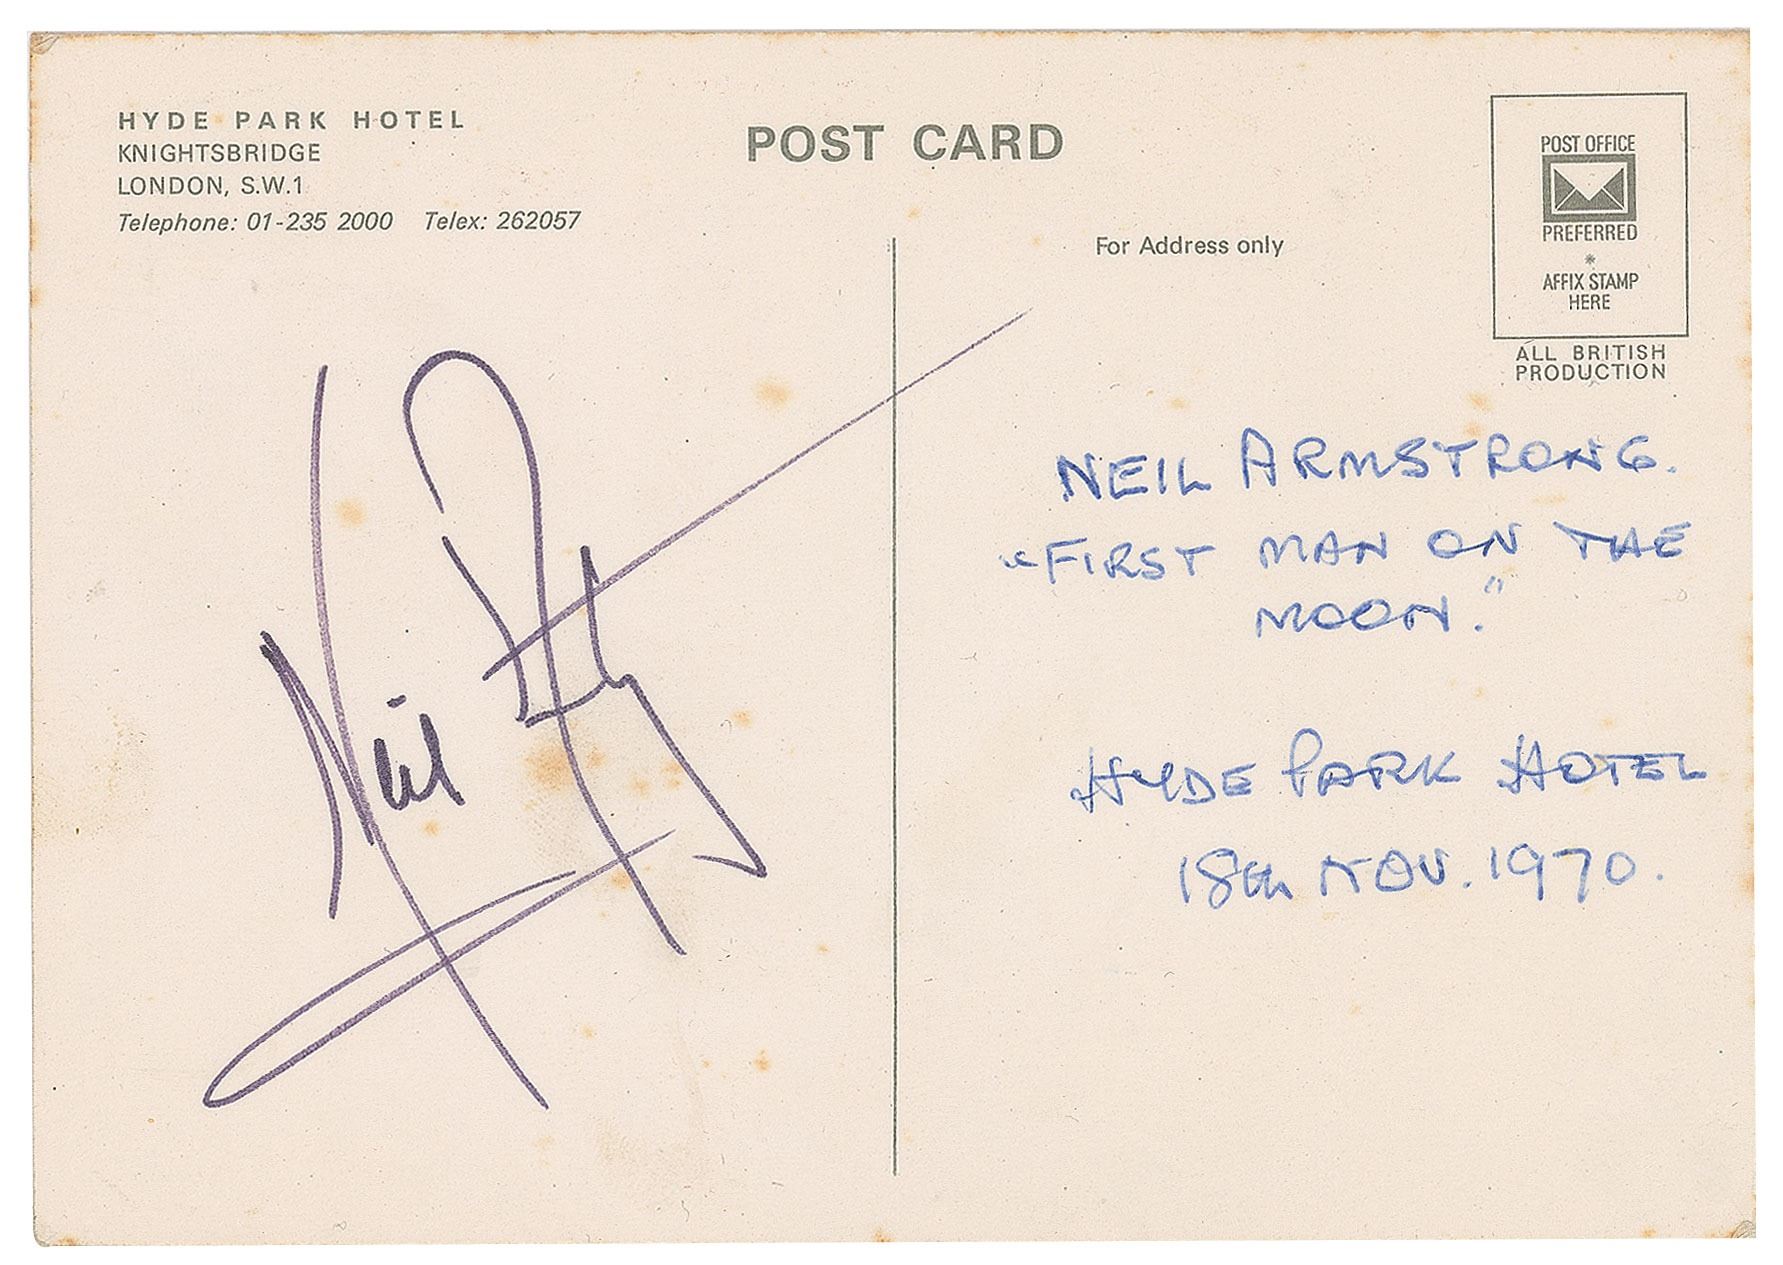 HYDE PARK HOTEL
KNIGHTSBRIDGE
LONDON, S.W.1
Telephone: 01-235 2000 Telex: 262057
POST CARD
For Address only
POST OFFICE
PREFERRED
*
AFFIX STAMP
HERE
ALL BRITISH
PRODUCTION
Neil
NEIL ARMSTRONG.
"FIRST MAN ON THE
MOON."
HYDE PARK HOTEL
18th NOV. 1970.